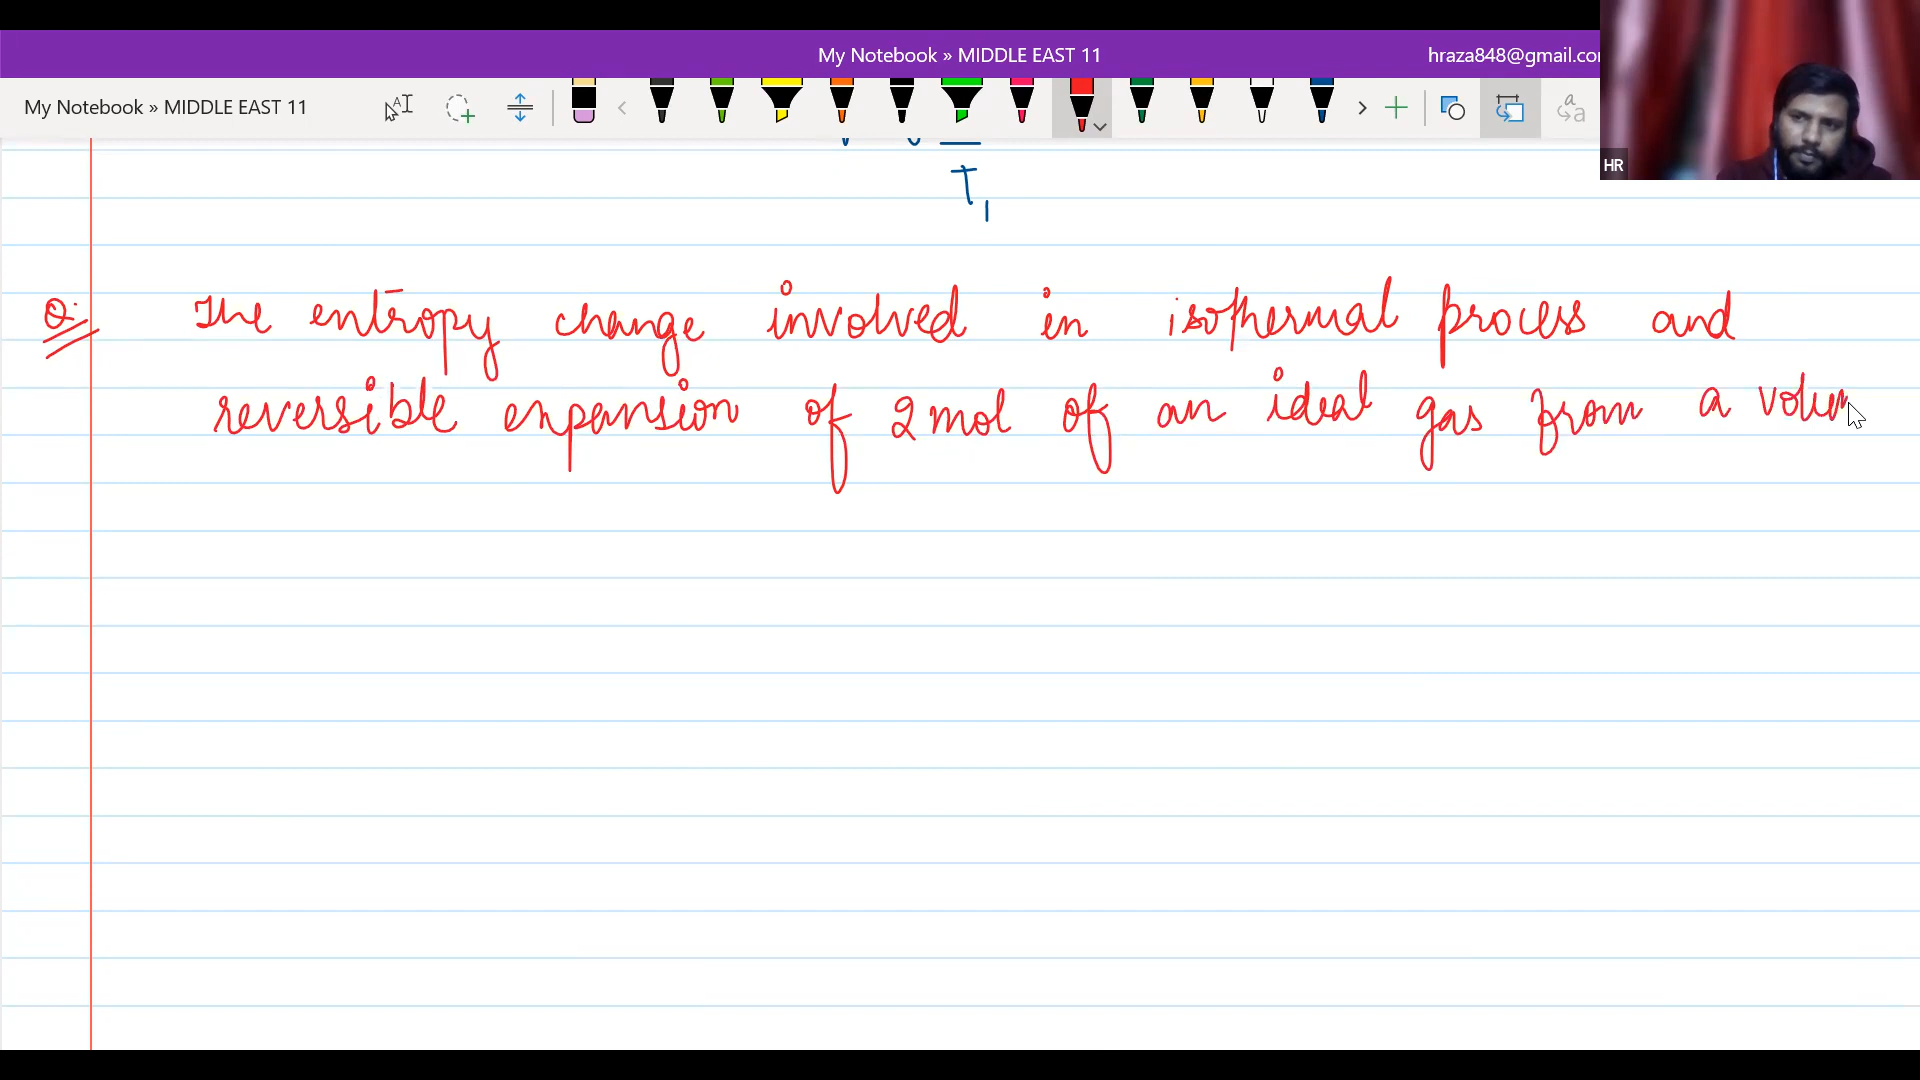 My Notebook » MIDDLE EAST 11
hraza848@gmail.co
My Notebook » MIDDLE EAST 11
HR
T1
Q. The entropy change involved in isothermal process and
reversible expansion of 2 mol of an ideal gas from a volum